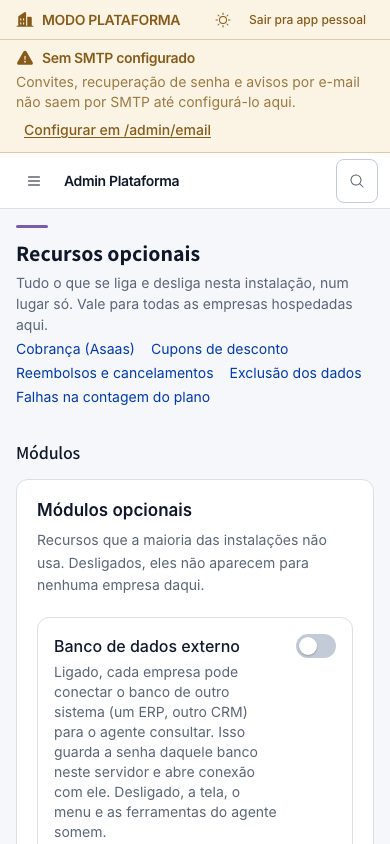 MODO PLATAFORMA
Sair pra app pessoal
Sem SMTP configurado
Convites, recuperação de senha e avisos por e-mail
não saem por SMTP até configurá-lo aqui.
Configurar em /admin/email
Admin Plataforma
Recursos opcionais
Tudo o que se liga e desliga nesta instalação, num
lugar só. Vale para todas as empresas hospedadas
aqui.
Cobrança (Asaas) Cupons de desconto
Reembolsos e cancelamentos Exclusão dos dados
Falhas na contagem do plano
Módulos
Módulos opcionais
Recursos que a maioria das instalações não
usa. Desligados, eles não aparecem para
nenhuma empresa daqui.
Banco de dados externo
Ligado, cada empresa pode
conectar o banco de outro
sistema (um ERP, outro CRM)
para o agente consultar. Isso
guarda a senha daquele banco
neste servidor e abre conexão
com ele. Desligado, a tela, o
menu e as ferramentas do agente
somem.